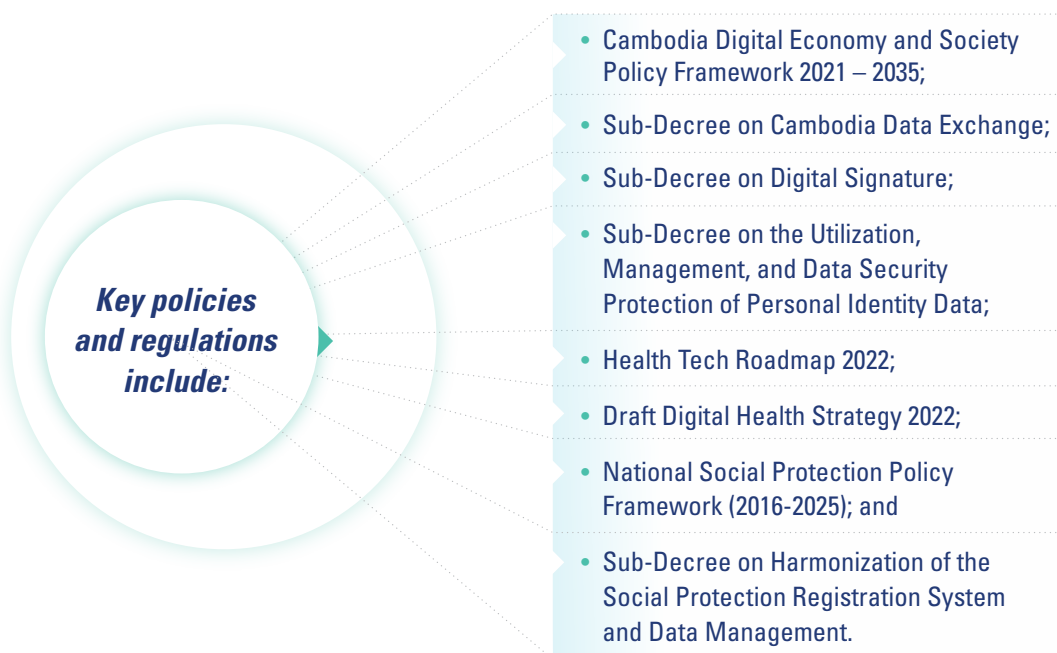 Key policies
and regulations
include:
• Cambodia Digital Economy and Society
Policy Framework 2021 – 2035;
• Sub-Decree on Cambodia Data Exchange;
• Sub-Decree on Digital Signature;
• Sub-Decree on the Utilization,
Management, and Data Security
Protection of Personal Identity Data;
• Health Tech Roadmap 2022;
• Draft Digital Health Strategy 2022;
• National Social Protection Policy
Framework (2016-2025); and
• Sub-Decree on Harmonization of the
Social Protection Registration System
and Data Management.